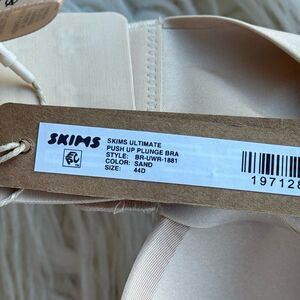 SKIMS
SKIMS ULTIMATE
PUSH UP PLUNGE BRA
STYLE: BR-UWR-1881
COLOR: SAND
SIZE: 44D
197128